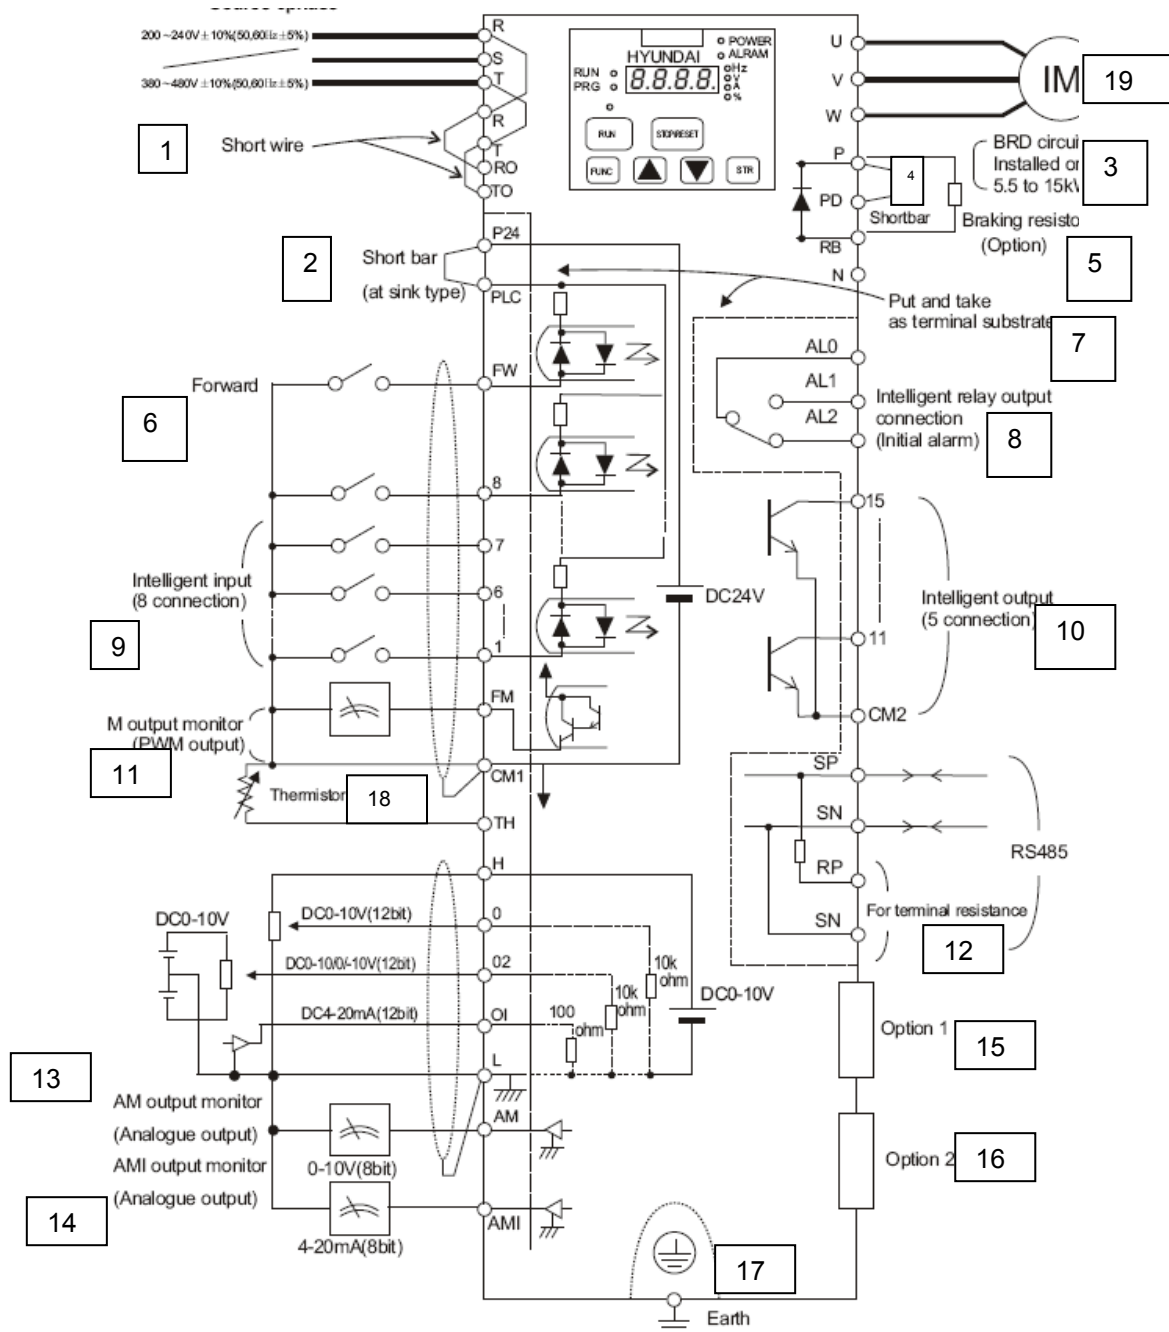 200~240V±10%(50,60Hz±5%)
380~480V±10%(50,60Hz±5%)
R
S
T
R
T
RO
TO
1
Short wire
HYUNDAI
POWER
ALRAM
RUN
PRG
8.8.8.8.
Hz
V
A
%
RUN
STOP/RESET
FUNC
STR
U
V
W
IM
19
P
PD
RB
N
4
Shortbar
BRD circui
Installed or
5.5 to 15kW
3
Braking resisto
(Option)
5
2
Short bar
(at sink type)
P24
PLC
Put and take
as terminal substrate
7
Forward
6
FW
8
7
6
1
AL0
AL1
AL2
Intelligent relay output
connection
(Initial alarm)
8
Intelligent input
(8 connection)
9
DC24V
15
11
CM2
Intelligent output
(5 connection)
10
M output monitor
(PWM output)
11
FM
CM1
Thermistor
18
TH
SP
SN
RP
SN
RS485
For terminal resistance
12
H
DC0-10V
DC0-10V(12bit)
0
DC0-10/0/-10V(12bit)
02
DC4-20mA(12bit)
OI
L
100
ohm
10k
ohm
10k
ohm
DC0-10V
13
Option 1
15
AM output monitor
(Analogue output)
AM
0-10V(8bit)
AMI output monitor
(Analogue output)
AMI
4-20mA(8bit)
14
Option 2
16
17
Earth